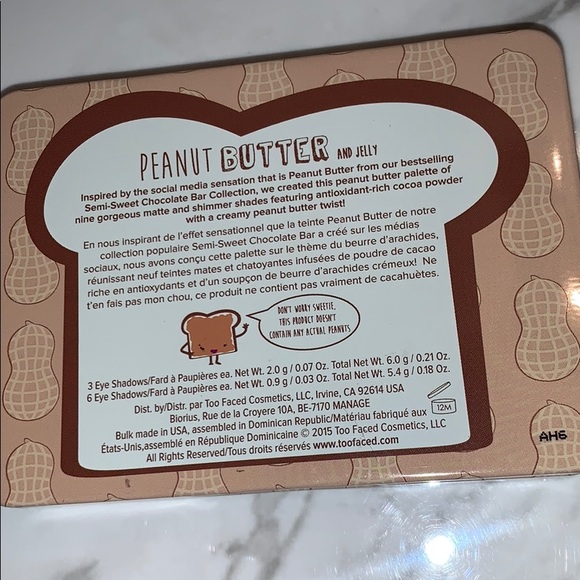 PEANUT BUTTER AND JELLY
Inspired by the social media sensation that is Peanut Butter from our bestselling
Semi-Sweet Chocolate Bar Collection, we created this peanut butter palette of
nine gorgeous matte and shimmer shades featuring antioxidant-rich cocoa powder
with a creamy peanut butter twist!
En nous inspirant de l'effet sensationnel que la teinte Peanut Butter de notre
collection populaire Semi-Sweet Chocolate Bar a créé sur les médias
sociaux, nous avons conçu cette palette sur le thème du beurre d'arachides,
réunissant neuf teintes mates et chatoyantes infusées de poudre de cacao
riche en antioxydants et d'un soupçon de beurre d'arachides crémeux! Ne
t'en fais pas mon chou, ce produit ne contient pas vraiment de cacahuètes.
DON'T WORRY SWEETIE,
THIS PRODUCT DOESN'T
CONTAIN ANY ACTUAL PEANUTS
3 Eye Shadows/Fard à Paupières ea. Net Wt. 2.0 g / 0.07 Oz. Total Net Wt. 6.0 g / 0.21 Oz.
6 Eye Shadows/Fard à Paupières ea. Net Wt. 0.9 g / 0.03 Oz. Total Net Wt. 5.4 g / 0.18 Oz.
Dist. by/Distr. par Too Faced Cosmetics, LLC, Irvine, CA 92614 USA
Biorius, Rue de la Croyere 10A, BE-7170 MANAGE
Bulk made in USA, assembled in Dominican Republic/Matériau fabriqué aux
États-Unis,assemblé en République Dominicaine © 2015 Too Faced Cosmetics, LLC
All Rights Reserved/Tous droits réservés www.toofaced.com
12M
AH6